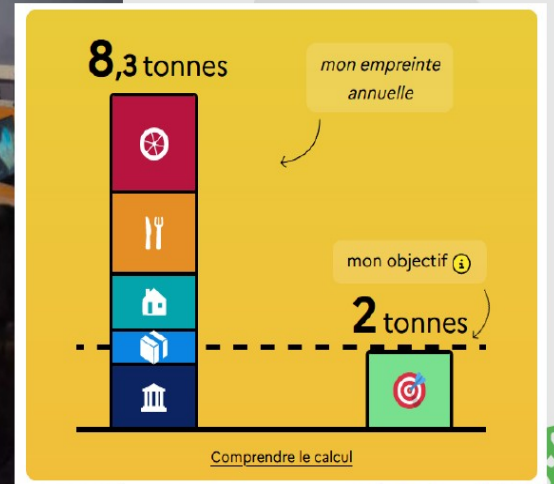 8,3 tonnes
mon empreinte
annuelle
mon objectif
2 tonnes
Comprendre le calcul